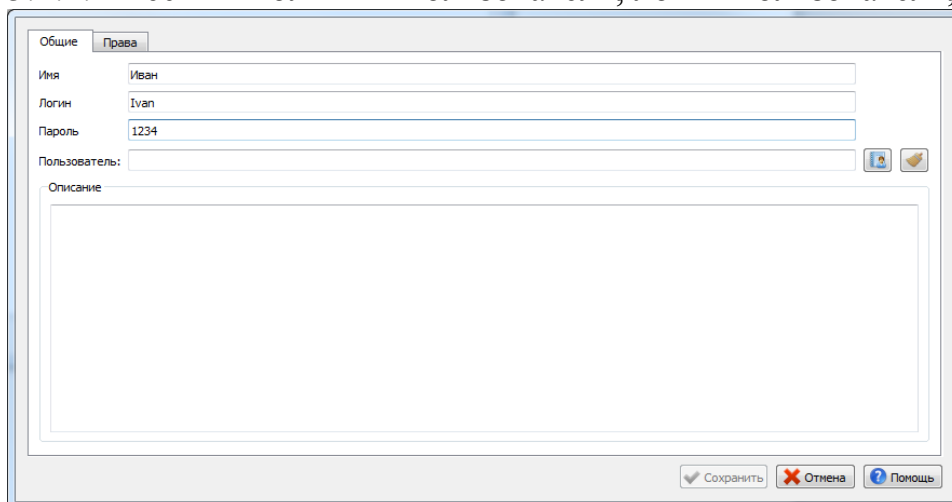 Общие Права
Имя Иван
Логин Ivan
Пароль 1234
Пользователь:
Описание
Сохранить Отмена Помощь